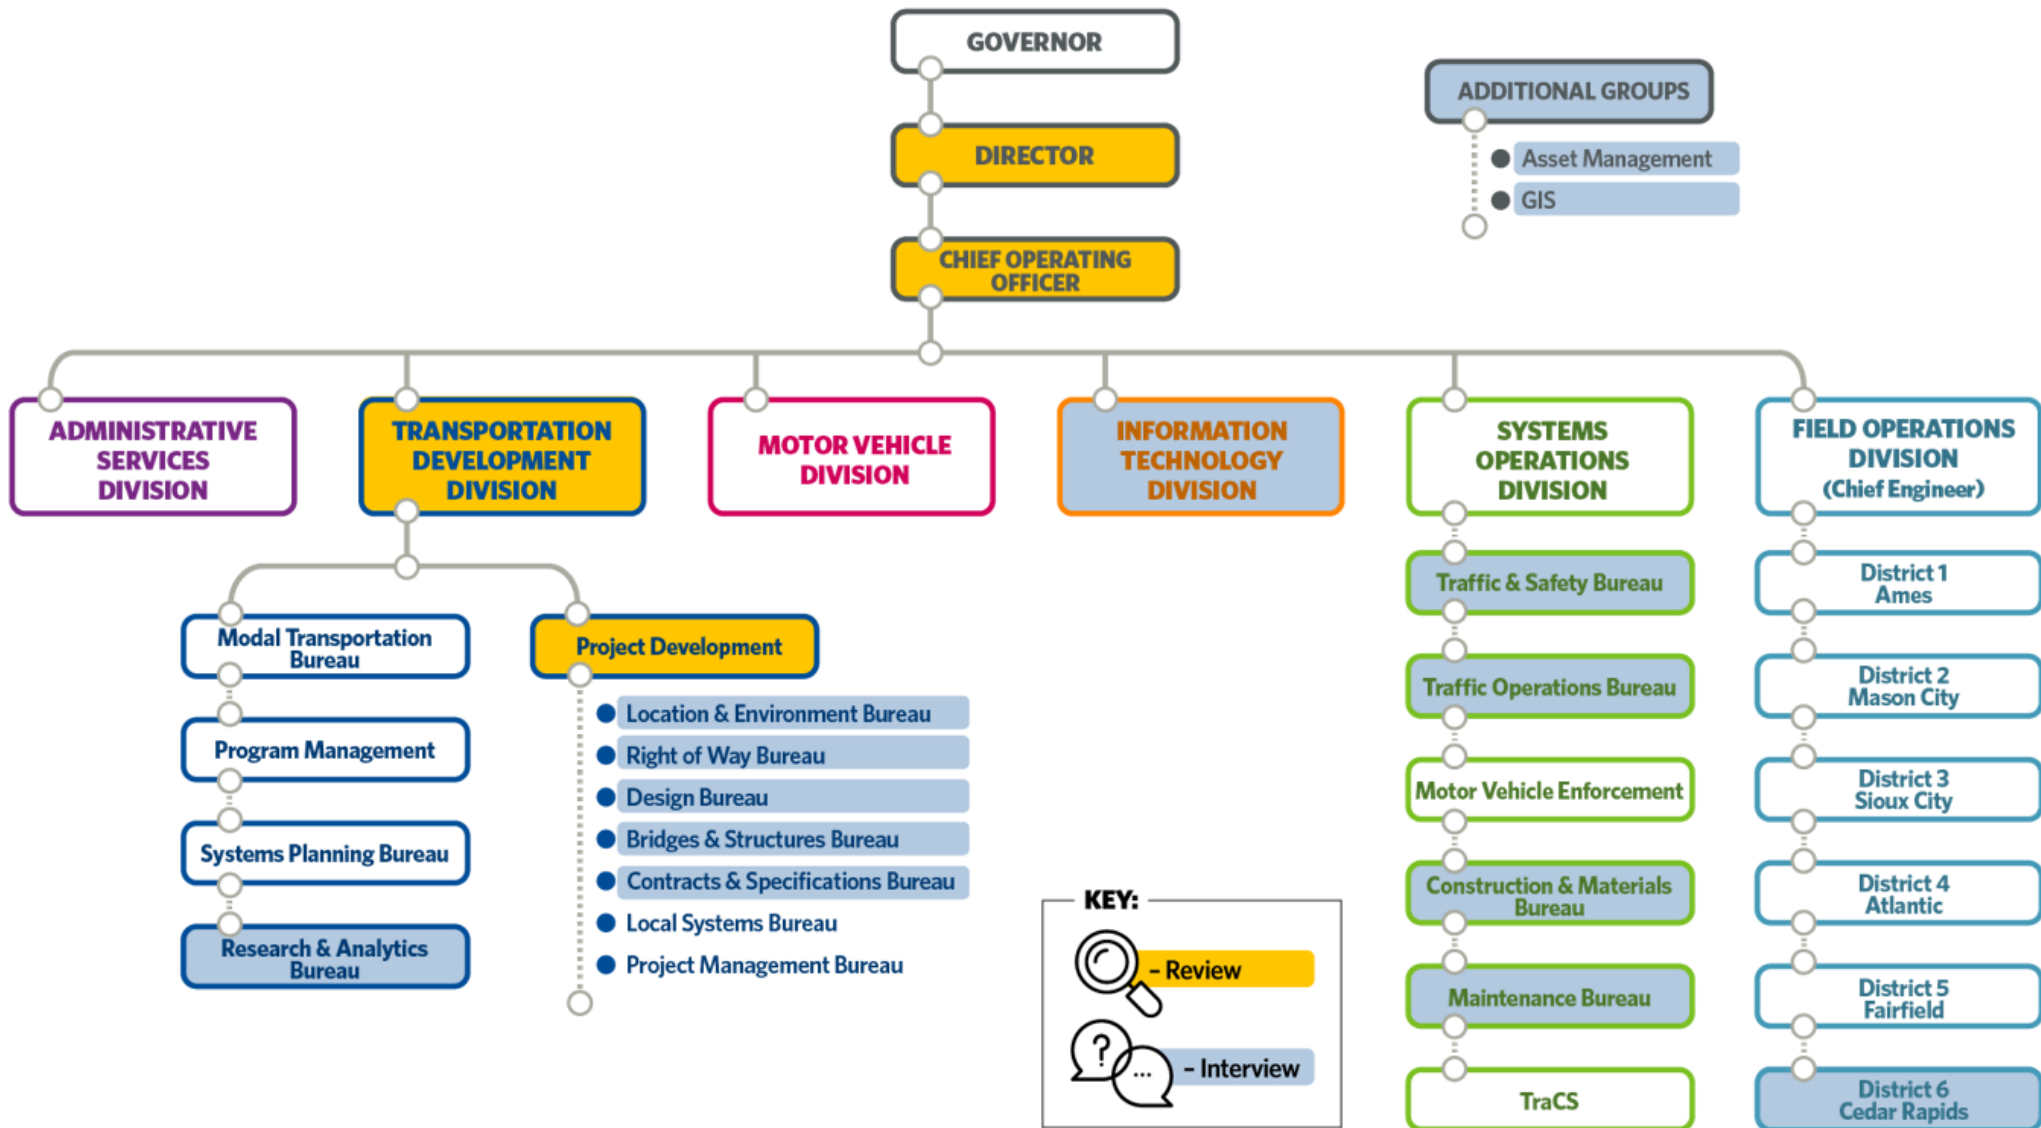 GOVERNOR
DIRECTOR
CHIEF OPERATING
OFFICER
ADDITIONAL GROUPS
Asset Management
GIS
ADMINISTRATIVE
SERVICES
DIVISION
TRANSPORTATION
DEVELOPMENT
DIVISION
MOTOR VEHICLE
DIVISION
INFORMATION
TECHNOLOGY
DIVISION
SYSTEMS
OPERATIONS
DIVISION
FIELD OPERATIONS
DIVISION
(Chief Engineer)
Modal Transportation
Bureau
Program Management
Systems Planning Bureau
Research & Analytics
Bureau
Project Development
Location & Environment Bureau
Right of Way Bureau
Design Bureau
Bridges & Structures Bureau
Contracts & Specifications Bureau
Local Systems Bureau
Project Management Bureau
KEY:
– Review
?
...
– Interview
Traffic & Safety Bureau
Traffic Operations Bureau
Motor Vehicle Enforcement
Construction & Materials
Bureau
Maintenance Bureau
TraCS
District 1
Ames
District 2
Mason City
District 3
Sioux City
District 4
Atlantic
District 5
Fairfield
District 6
Cedar Rapids